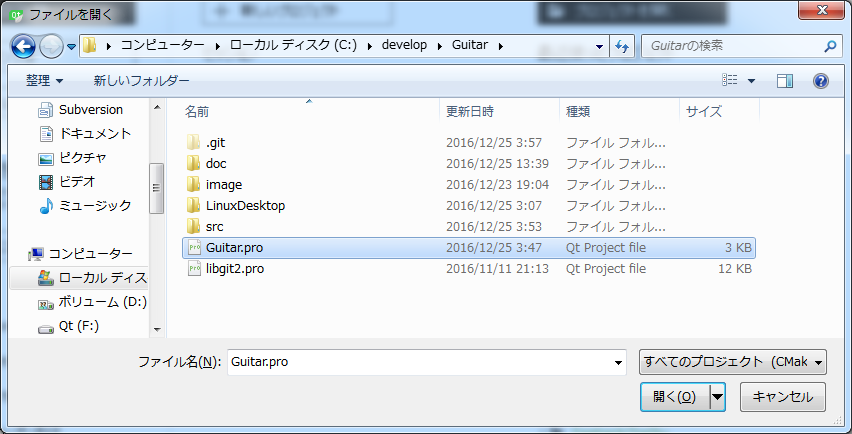 ファイルを開く
コンピューター ローカル ディスク (C:) develop Guitar Guitarの検索
整理 新しいフォルダー
名前 更新日時 種類 サイズ
Subversion
ドキュメント
ピクチャ
ビデオ
ミュージック
コンピューター
ローカル ディス
ボリューム (D:)
Qt (F:)
.git 2016/12/25 3:57 ファイル フォル...
doc 2016/12/25 13:39 ファイル フォル...
image 2016/12/23 19:04 ファイル フォル...
LinuxDesktop 2016/12/25 3:07 ファイル フォル...
src 2016/12/25 3:53 ファイル フォル...
Guitar.pro 2016/12/25 3:47 Qt Project file 3 KB
libgit2.pro 2016/11/11 21:13 Qt Project file 12 KB
ファイル名(N): Guitar.pro すべてのプロジェクト (CMak
開く(O) キャンセル